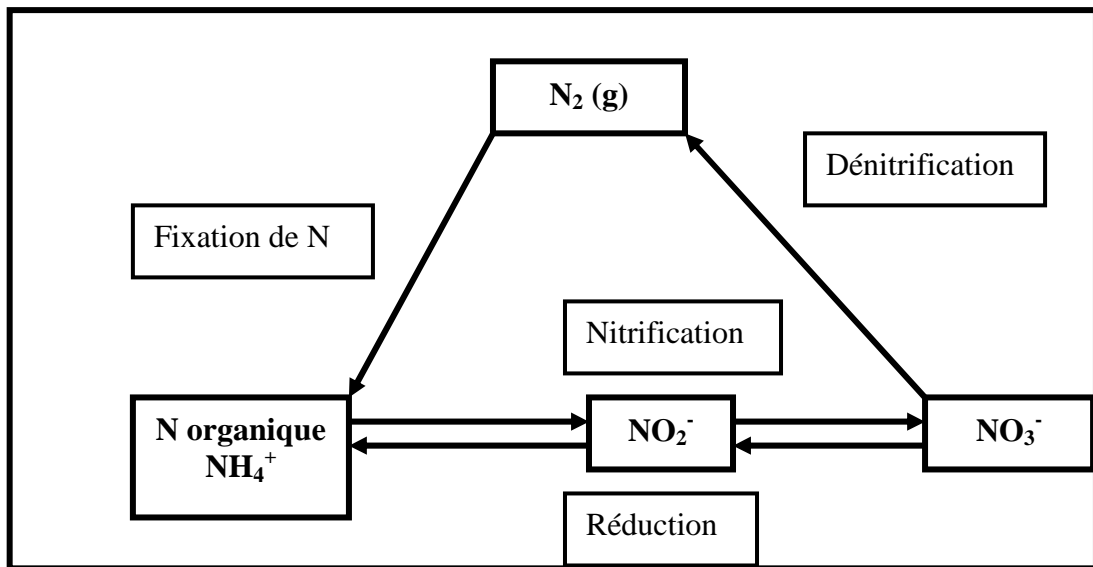 N₂ (g)
Dénitrification
Fixation de N
Nitrification
N organique
NH₄⁺
NO₂⁻
NO₃⁻
Réduction